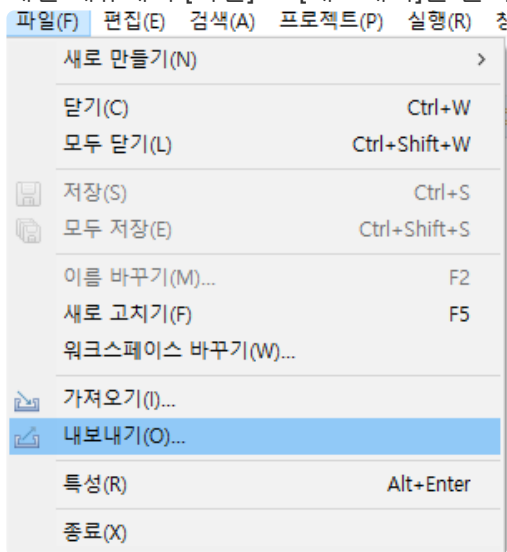 파일(F) 편집(E) 검색(A) 프로젝트(P) 실행(R)
새로 만들기(N) >
닫기(C) Ctrl+W
모두 닫기(L) Ctrl+Shift+W
저장(S) Ctrl+S
모두 저장(E) Ctrl+Shift+S
이름 바꾸기(M)... F2
새로 고치기(F) F5
워크스페이스 바꾸기(W)...
가져오기(I)...
내보내기(O)...
특성(R) Alt+Enter
종료(X)